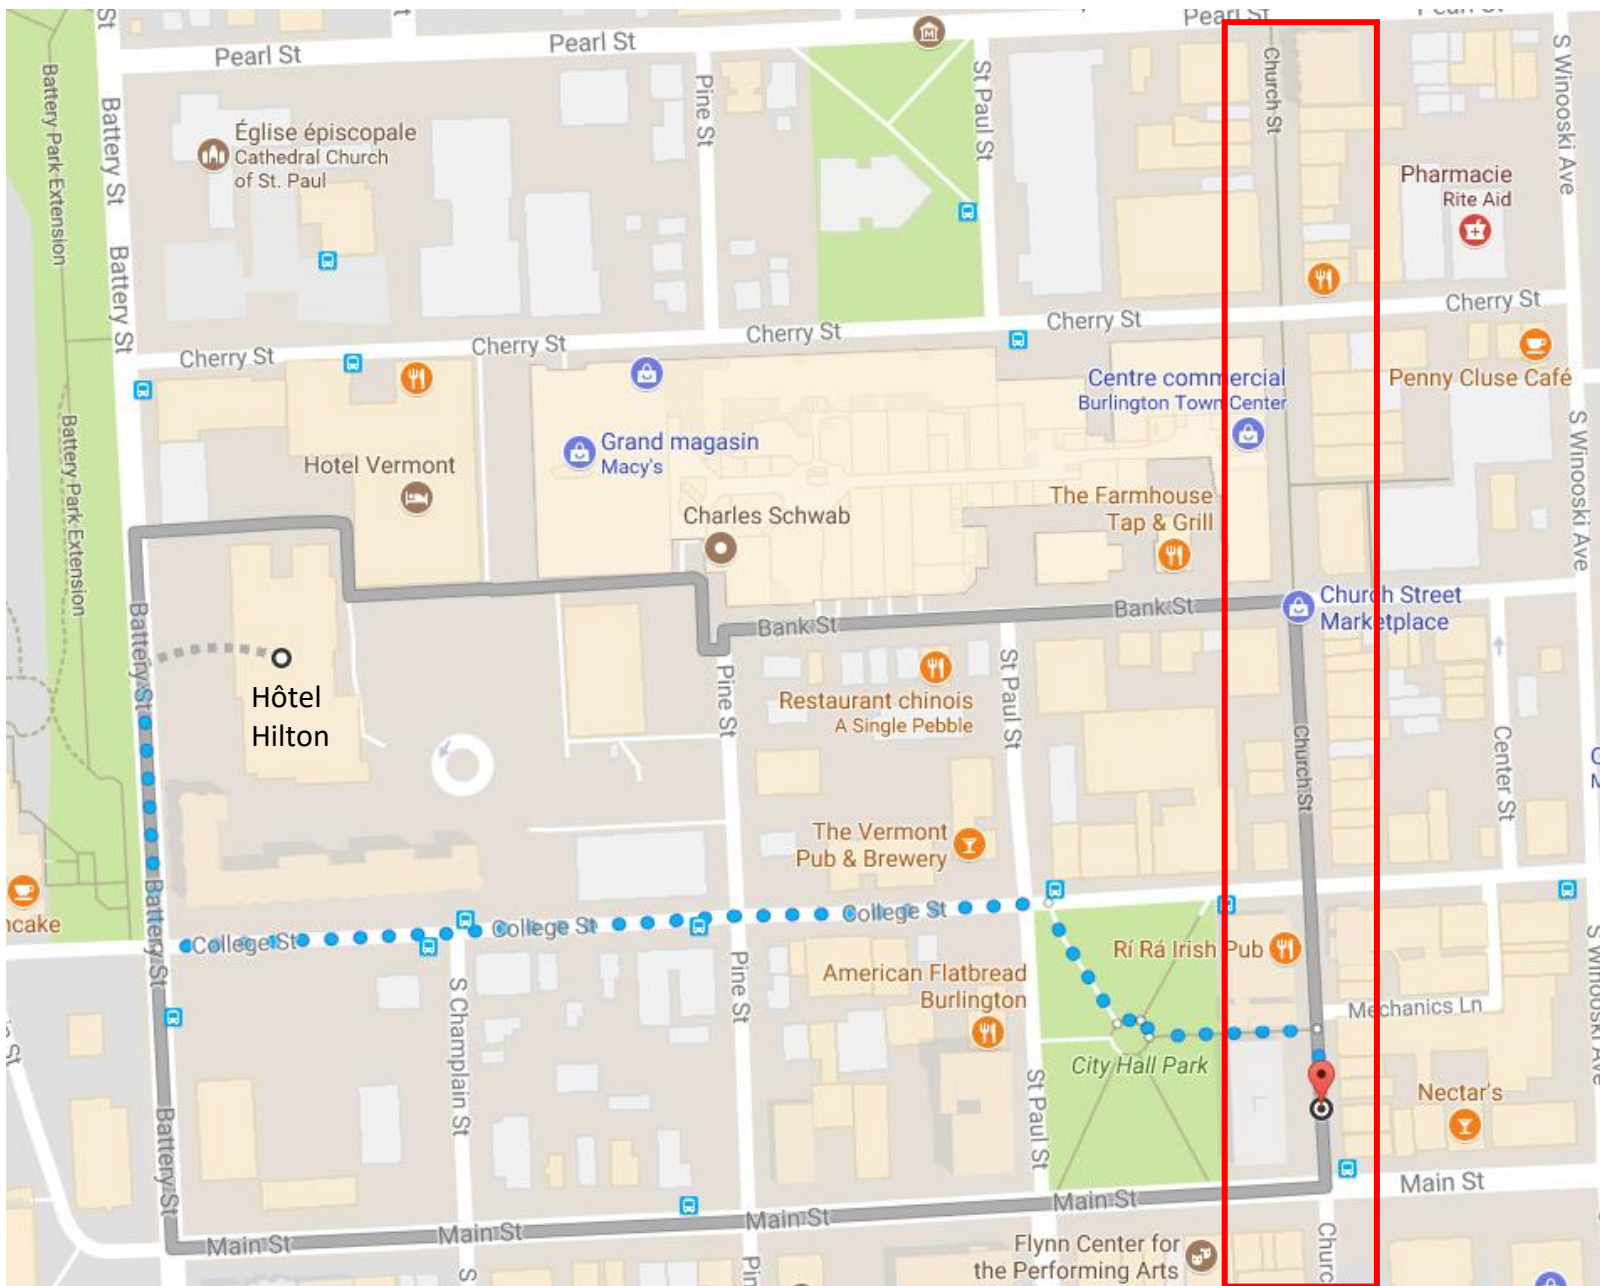 St
Pearl St
Pearl St
Pearl St
Battery Park Extension
Battery St
Église épiscopale
Cathedral Church
of St. Paul
Pine St
St Paul St
Church St
S Winooski Ave
Pharmacie
Rite Aid
Battery St
Cherry St
Cherry St
Cherry St
Cherry St
Cherry St
Centre commercial
Burlington Town Center
Penny Cluse Café
Battery Park Extension
Grand magasin
Macy's
Hotel Vermont
S Winooski Ave
The Farmhouse
Tap & Grill
Charles Schwab
Church Street
Marketplace
Bank St
Bank St
Battery St
Hôtel
Hilton
Pine St
Restaurant chinois
A Single Pebble
St Paul St
Church St
Center St
The Vermont
Pub & Brewery
Battery St
College St
College St
College St
ncake
Rí Rá Irish Pub
American Flatbread
Burlington
Pine St
S Champlain St
Mechanics Ln
S Winooski Ave
City Hall Park
St Paul St
Nectar's
Battery St
Main St
Main St
Main St
Main St
Main St
Flynn Center for
the Performing Arts
Churc
Pin
S